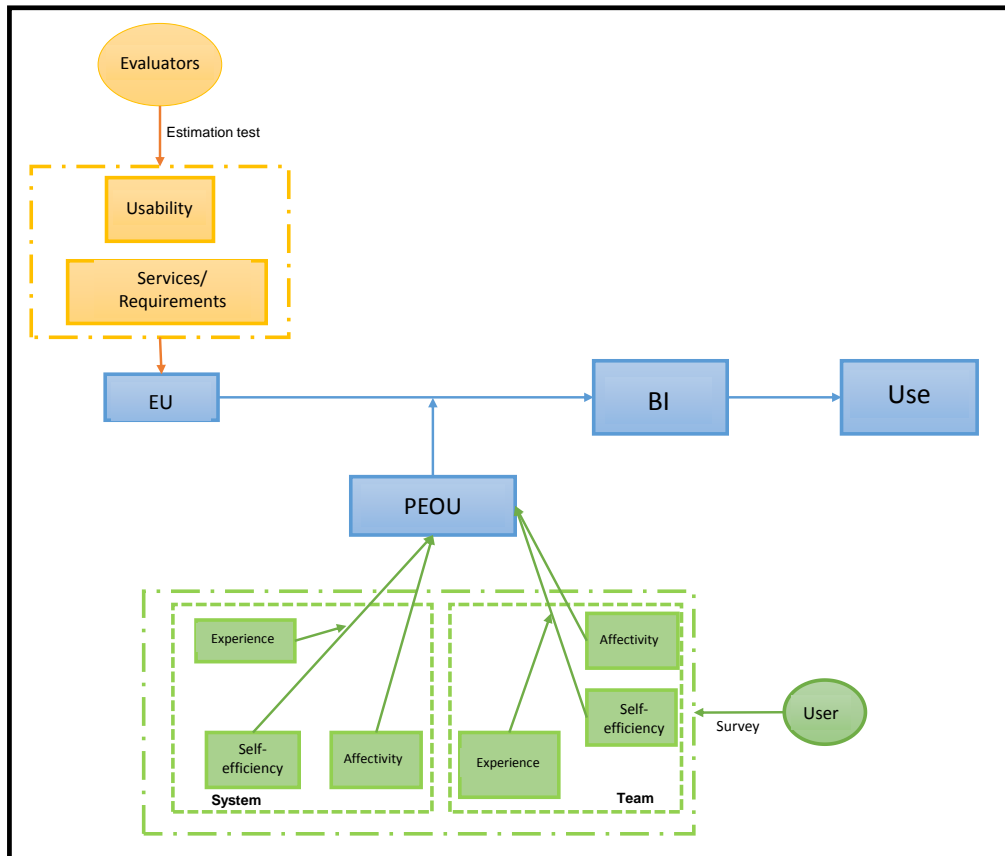 Evaluators
Estimation test
Usability
Services/
Requirements
EU
BI
Use
PEOU
Experience
Self-
efficiency
Affectivity
System
Experience
Affectivity
Self-
efficiency
Team
Survey
User